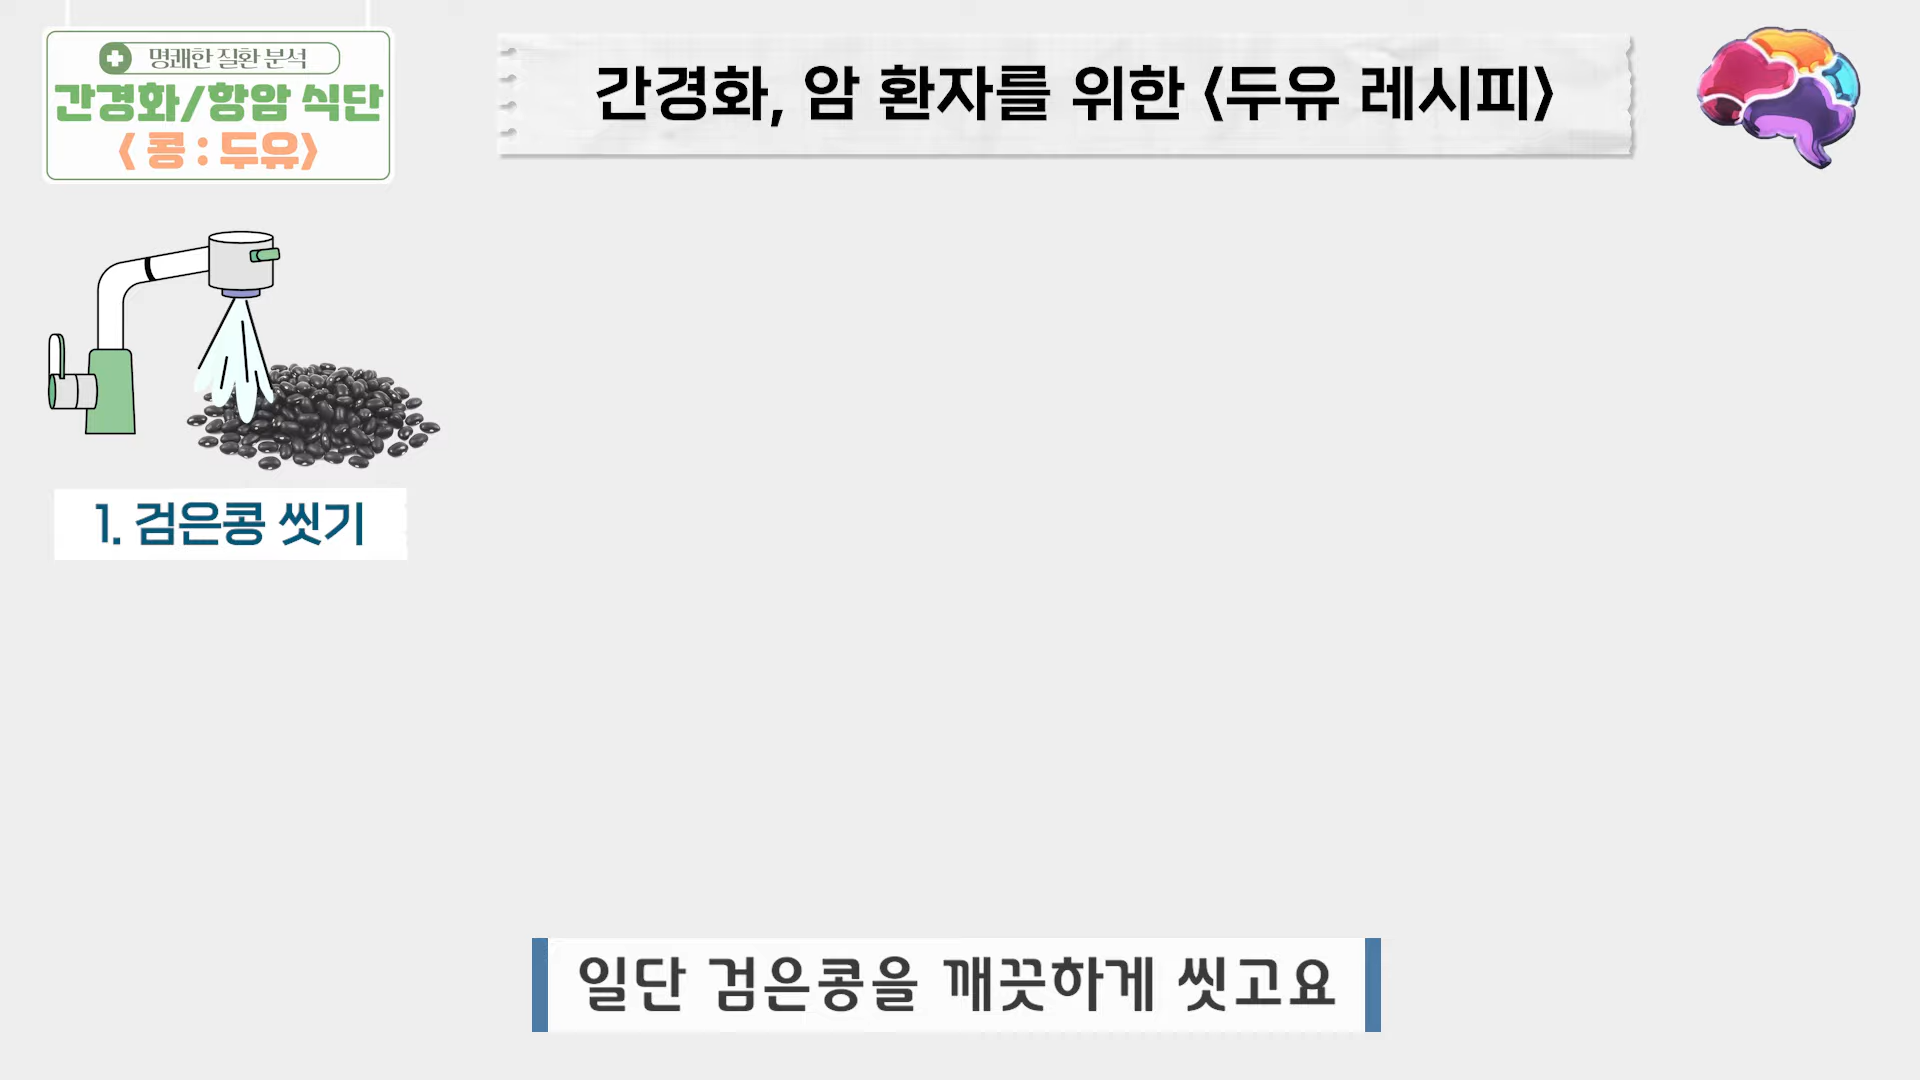 명쾌한 질환 분석
간경화/항암 식단
< 콩 : 두유>
간경화, 암 환자를 위한 <두유 레시피>
1. 검은콩 씻기
일단 검은콩을 깨끗하게 씻고요